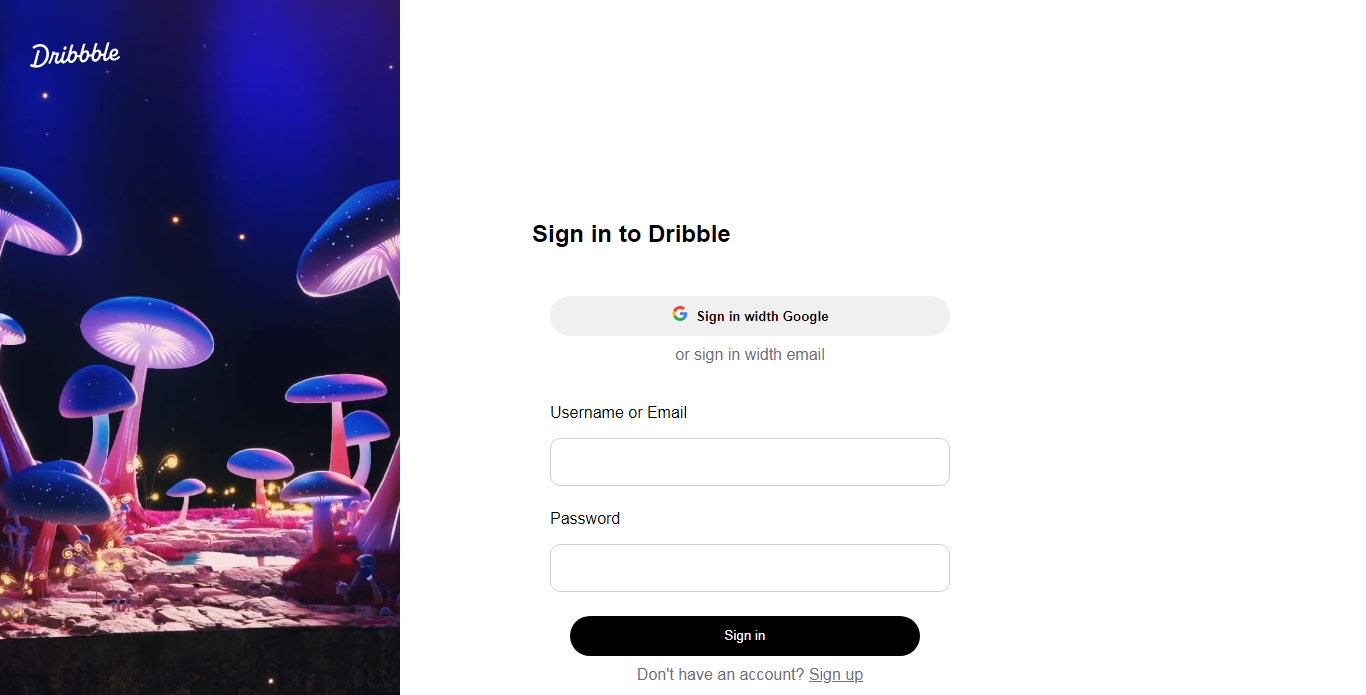 Dribbble
Sign in to Dribble
Sign in width Google
or sign in width email
Username or Email
Password
Sign in
Don't have an account? Sign up